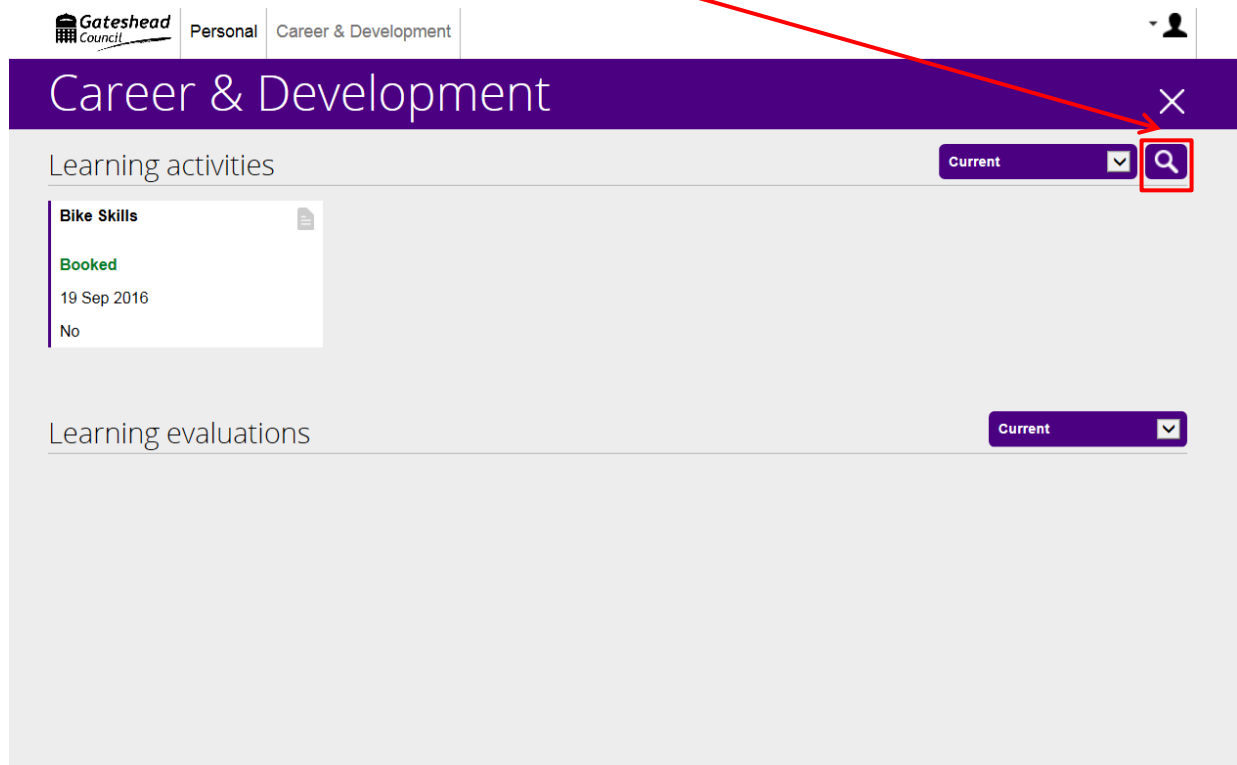 Gateshead
Council
Personal
Career & Development
Career & Development
Learning activities
Current
Bike Skills
Booked
19 Sep 2016
No
Learning evaluations
Current